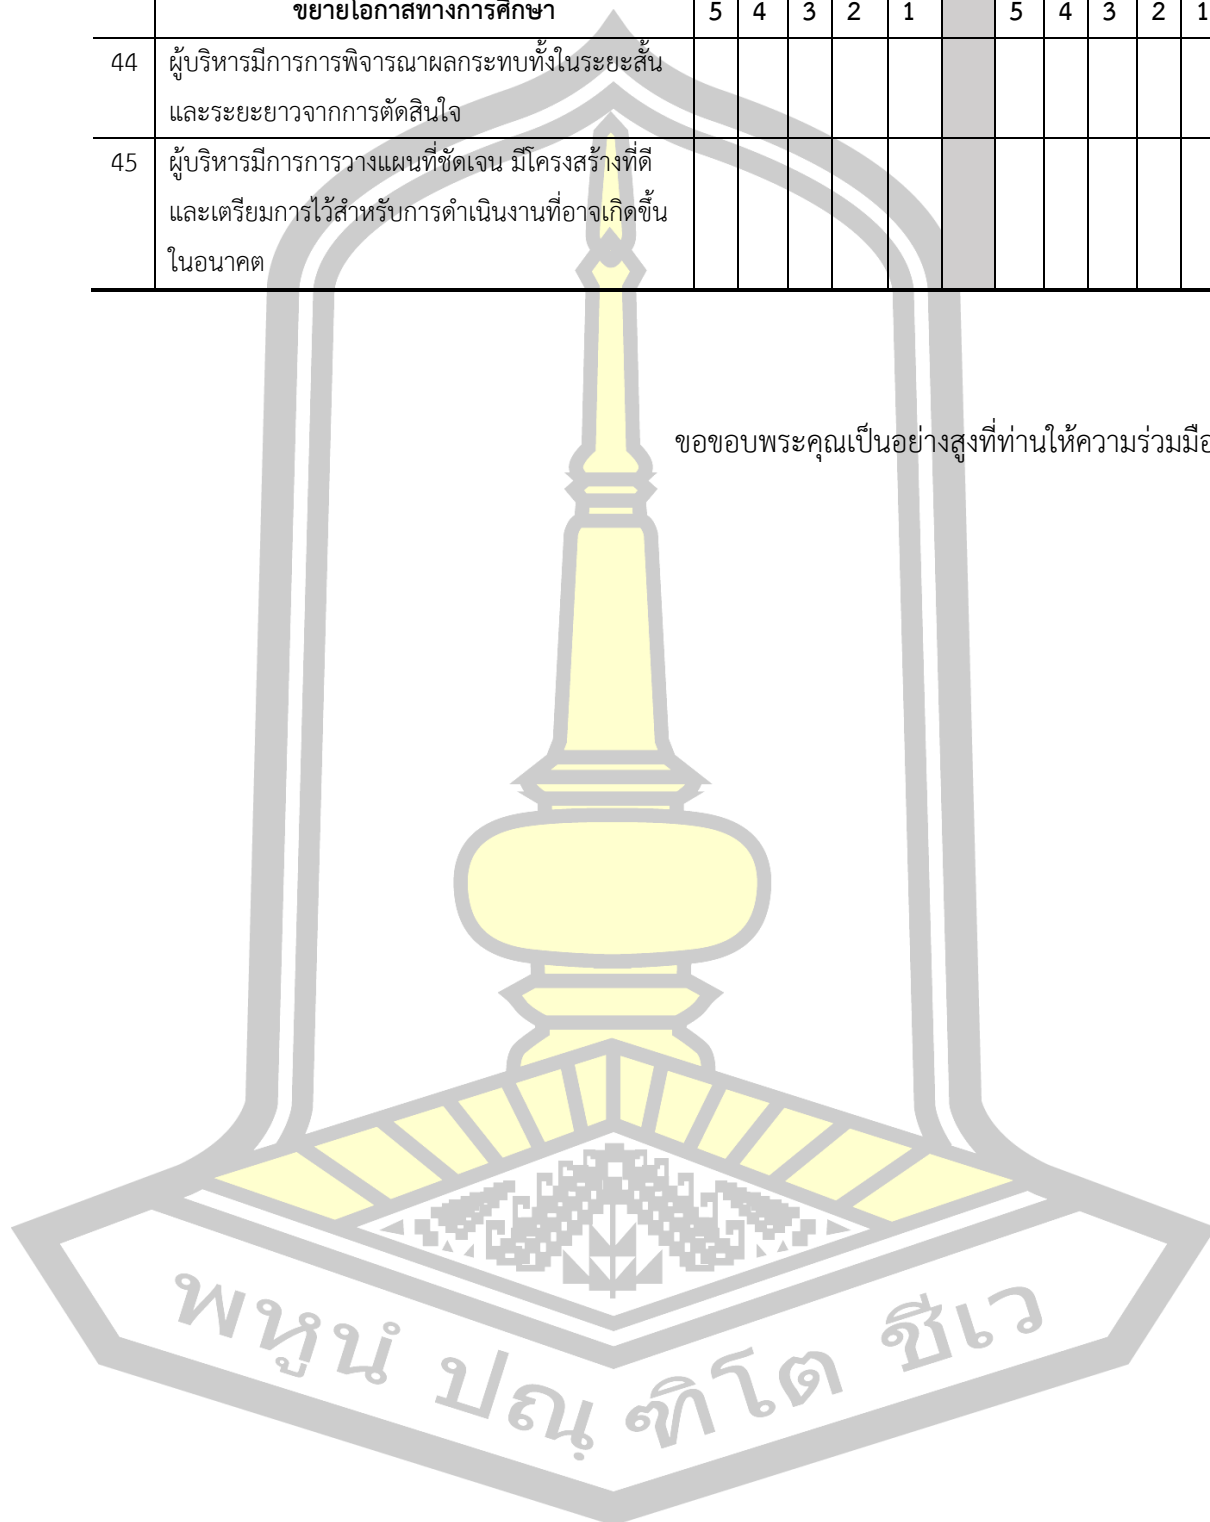 ขยายโอกาสทางการศึกษา 5 4 3 2 1 5 4 3 2 1
44 ผู้บริหารมีการการพิจารณาผลกระทบทั้งในระยะสั้น
และระยะยาวจากการตัดสินใจ
45 ผู้บริหารมีการการวางแผนที่ชัดเจน มีโครงสร้างที่ดี
และเตรียมการไว้สำหรับการดำเนินงานที่อาจเกิดขึ้น
ในอนาคต
ขอขอบพระคุณเป็นอย่างสูงที่ท่านให้ความร่วมมือ
พหูนํ ปณฺฑิโต ชีเว